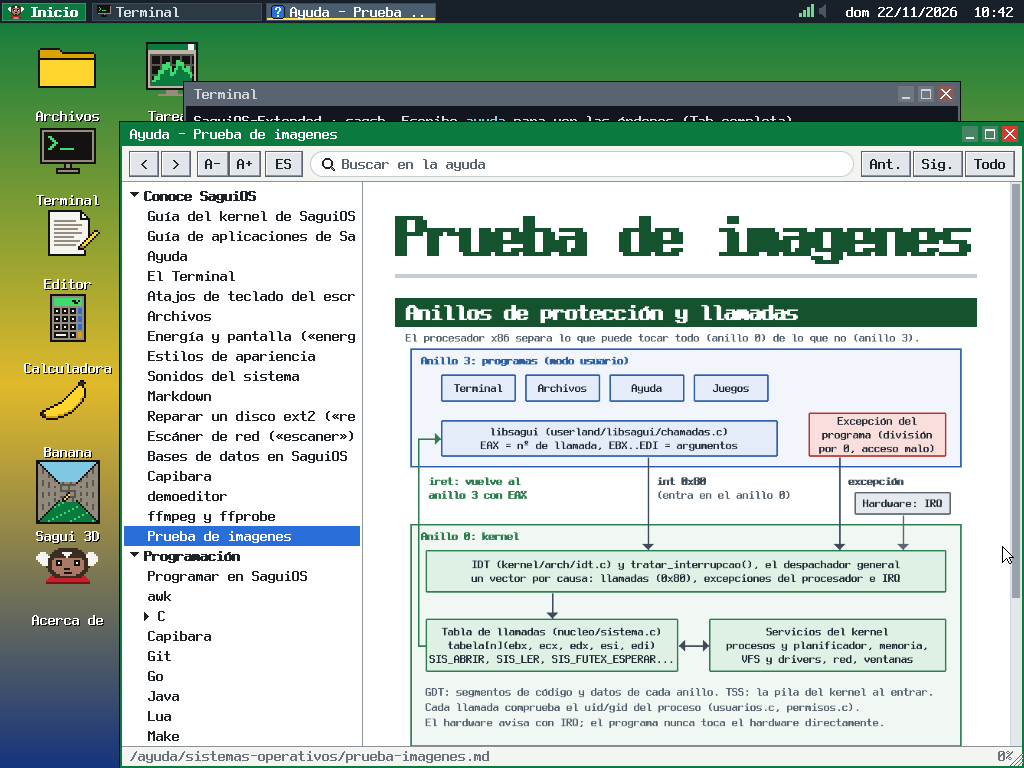 Inicio
Terminal
Ayuda - Prueba ..
dom 22/11/2026
10:42
Archivos
Terminal
Editor
Calculadora
Banana
Sagui 3D
Acerca de
Terminal
Ayuda - Prueba de imagenes
<
>
A-
A+
ES
Buscar en la ayuda
Ant.
Sig.
Todo
Conoce SaguiOS
Guía del kernel de SaguiOS
Guía de aplicaciones de Sa
Ayuda
El Terminal
Atajos de teclado del escr
Archivos
Energía y pantalla («energ
Estilos de apariencia
Sonidos del sistema
Markdown
Reparar un disco ext2 («re
Escáner de red («escaner»)
Bases de datos en SaguiOS
Capibara
demoeditor
ffmpeg y ffprobe
Prueba de imagenes
Programación
Programar en SaguiOS
awk
C
Capibara
Git
Go
Java
Lua
Make
Prueba de imagenes
Anillos de protección y llamadas
El procesador x86 separa lo que puede tocar todo (anillo 0) de lo que no (anillo 3).
Anillo 3: programas (modo usuario)
Terminal
Archivos
Ayuda
Juegos
libsagui (userland/libsagui/chamadas.c)
EAX = nº de llamada, EBX..EDI = argumentos
Excepción del
programa (división
por 0, acceso malo)
iret: vuelve al
anillo 3 con EAX
int 0x80
(entra en el anillo 0)
excepción
Hardware: IRQ
Anillo 0: kernel
IDT (kernel/arch/idt.c) y tratar_interrupcao(), el despachador general
un vector por causa: llamadas (0x80), excepciones del procesador e IRQ
Tabla de llamadas (nucleo/sistema.c)
tabela[n](ebx, ecx, edx, esi, edi)
SIS_ABRIR, SIS_LER, SIS_FUTEX_ESPERAR...
Servicios del kernel
procesos y planificador, memoria,
VFS y drivers, red, ventanas
GDT: segmentos de código y datos de cada anillo. TSS: la pila del kernel al entrar.
Cada llamada comprueba el uid/gid del proceso (usuarios.c, permisos.c).
El hardware avisa con IRQ; el programa nunca toca el hardware directamente.
/ayuda/sistemas-operativos/prueba-imagenes.md
0%